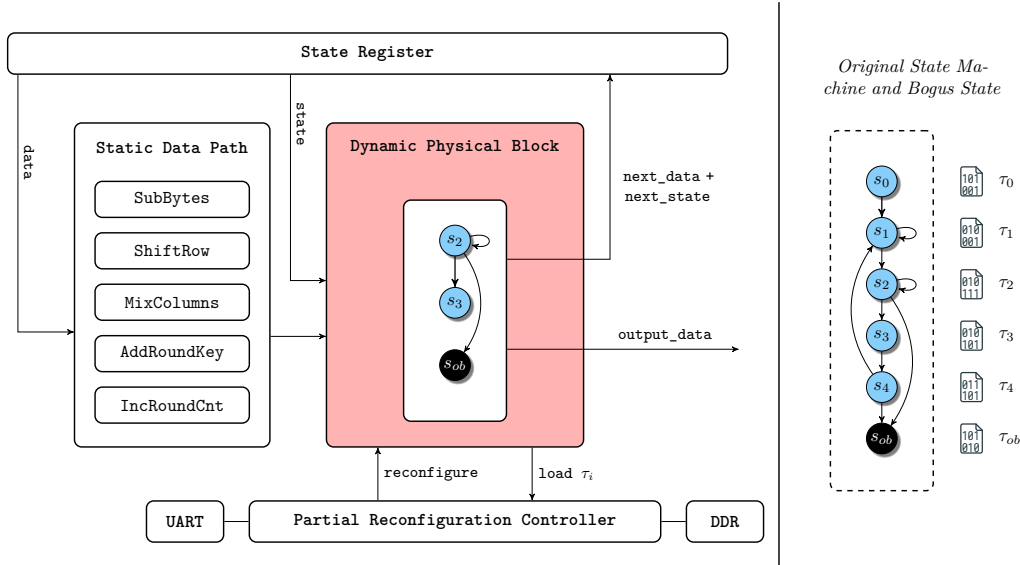 State Register
data
state
Static Data Path
SubBytes
ShiftRow
MixColumns
AddRoundKey
IncRoundCnt
Dynamic Physical Block
s2
s3
sob
next_data +
next_state
output_data
reconfigure
load τi
UART
Partial Reconfiguration Controller
DDR
Original State Ma-
chine and Bogus State
s0
101
001
τ0
s1
010
001
τ1
s2
010
111
τ2
s3
010
101
τ3
s4
011
101
τ4
sob
101
010
τob